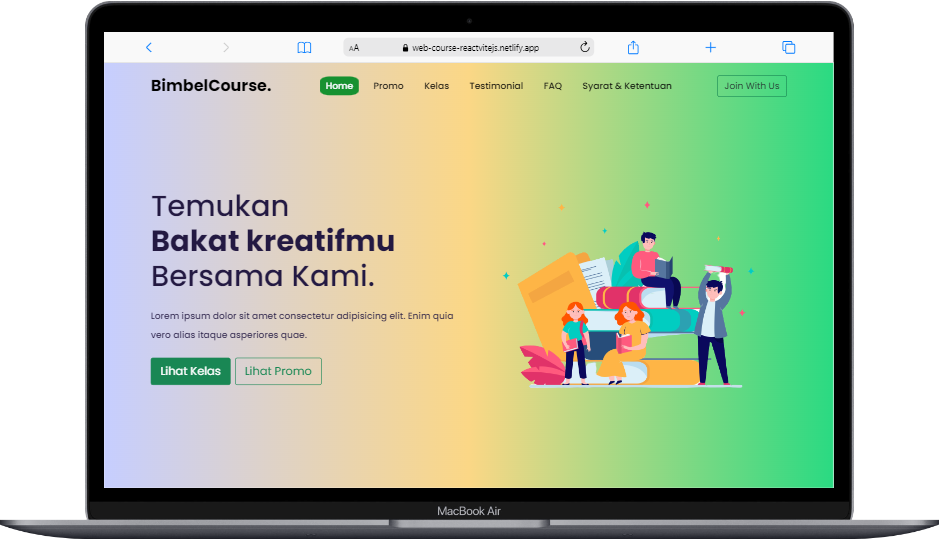 AA web-course-reactvitejs.netlify.app
BimbelCourse. Home Promo Kelas Testimonial FAQ Syarat & Ketentuan Join With Us
Temukan
Bakat kreatifmu
Bersama Kami.
Lorem ipsum dolor sit amet consectetur adipisicing elit. Enim quia
vero alias itaque asperiores quae.
Lihat Kelas Lihat Promo
MacBook Air